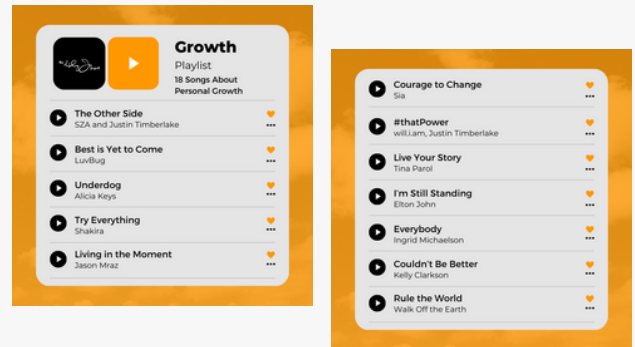 Growth
Playlist
18 Songs About
Personal Growth
The Other Side
SZA and Justin Timberlake
Best is Yet to Come
LuvBug
Underdog
Alicia Keys
Try Everything
Shakira
Living in the Moment
Jason Mraz
Courage to Change
Sia
#thatPower
will.i.am, Justin Timberlake
Live Your Story
Tina Parol
I'm Still Standing
Elton John
Everybody
Ingrid Michaelson
Couldn't Be Better
Kelly Clarkson
Rule the World
Walk Off the Earth